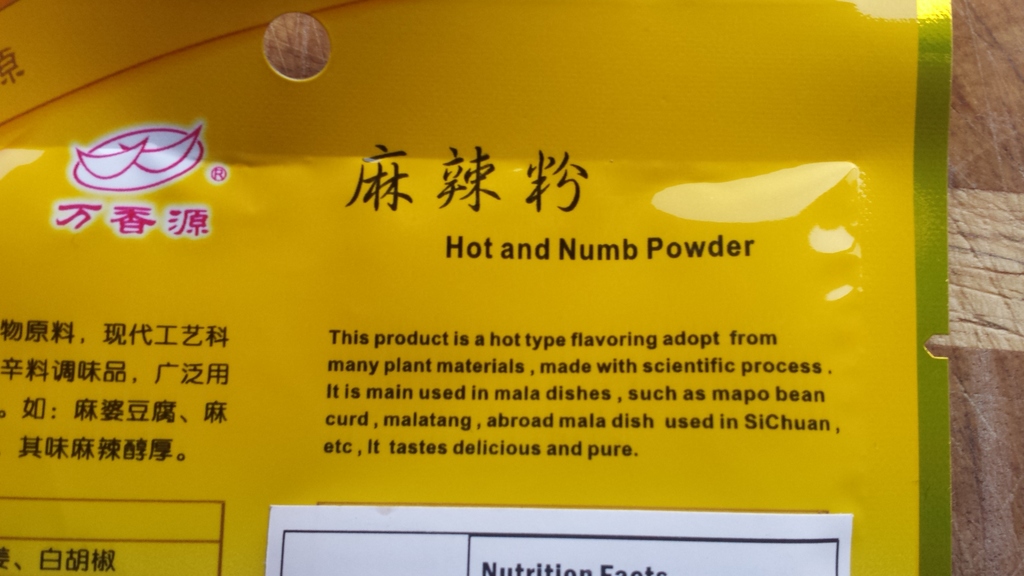 源
万香源®
麻辣粉
Hot and Numb Powder
物原料，现代工艺科
辛料调味品，广泛用
。如：麻婆豆腐、麻
其味麻辣醇厚。
This product is a hot type flavoring adopt from
many plant materials , made with scientific process .
It is main used in mala dishes , such as mapo bean
curd , malatang , abroad mala dish used in SiChuan ,
etc , It tastes delicious and pure.
、白胡椒
Nutrition Facts